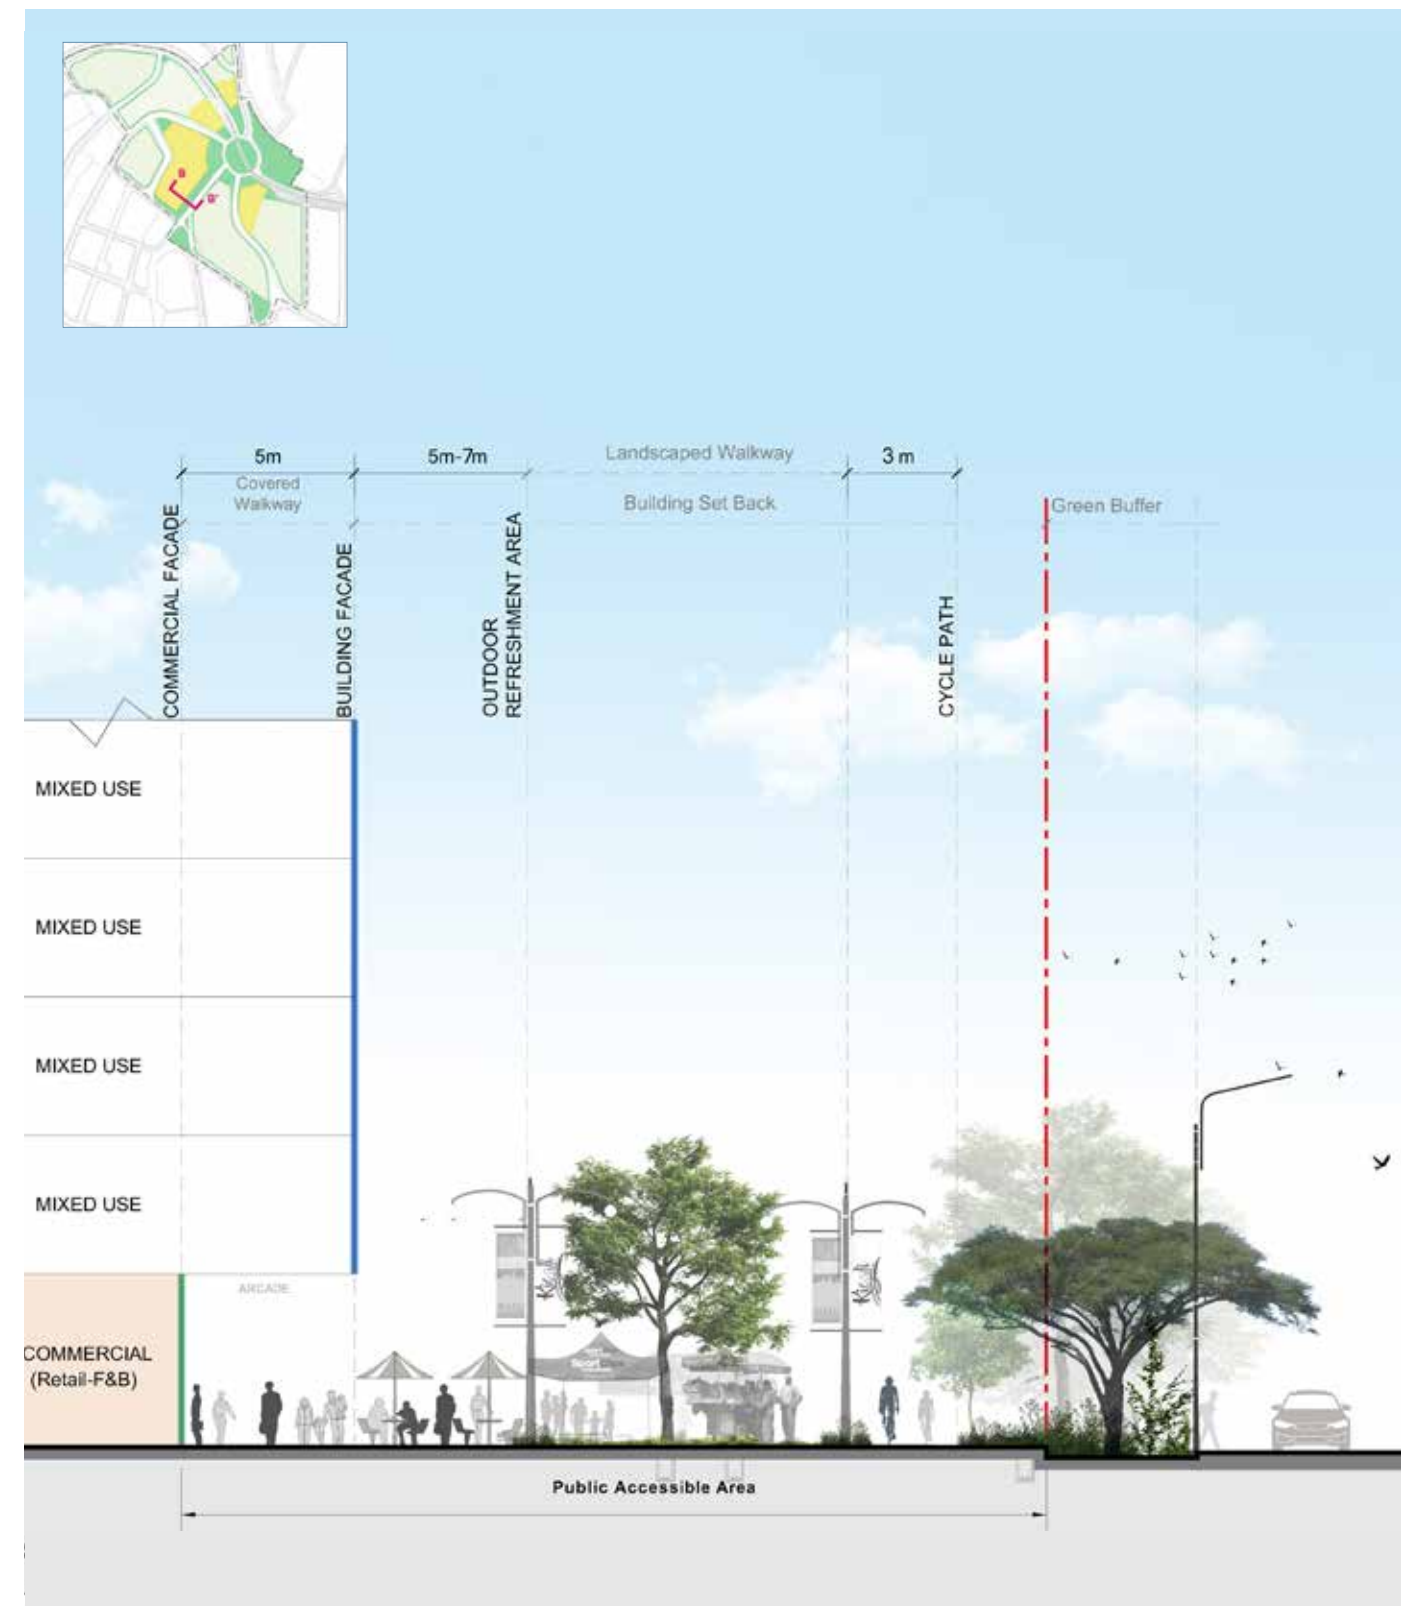 B
B'
5m
5m-7m
Landscaped Walkway
3 m
Covered
Walkway
Building Set Back
Green Buffer
COMMERCIAL FACADE
BUILDING FACADE
OUTDOOR
REFRESHMENT AREA
CYCLE PATH
MIXED USE
MIXED USE
MIXED USE
MIXED USE
ARCADE
COMMERCIAL
(Retail-F&B)
Public Accessible Area